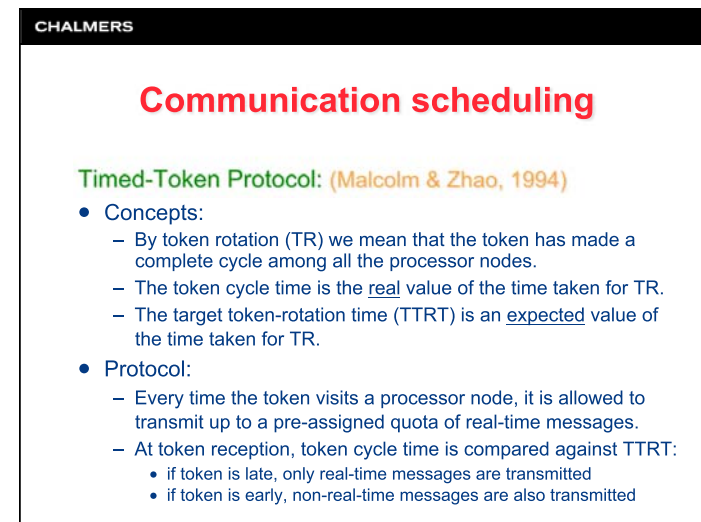 CHALMERS
Communication scheduling
Timed-Token Protocol: (Malcolm & Zhao, 1994)
• Concepts:
– By token rotation (TR) we mean that the token has made a
complete cycle among all the processor nodes.
– The token cycle time is the real value of the time taken for TR.
– The target token-rotation time (TTRT) is an expected value of
the time taken for TR.
• Protocol:
– Every time the token visits a processor node, it is allowed to
transmit up to a pre-assigned quota of real-time messages.
– At token reception, token cycle time is compared against TTRT:
• if token is late, only real-time messages are transmitted
• if token is early, non-real-time messages are also transmitted